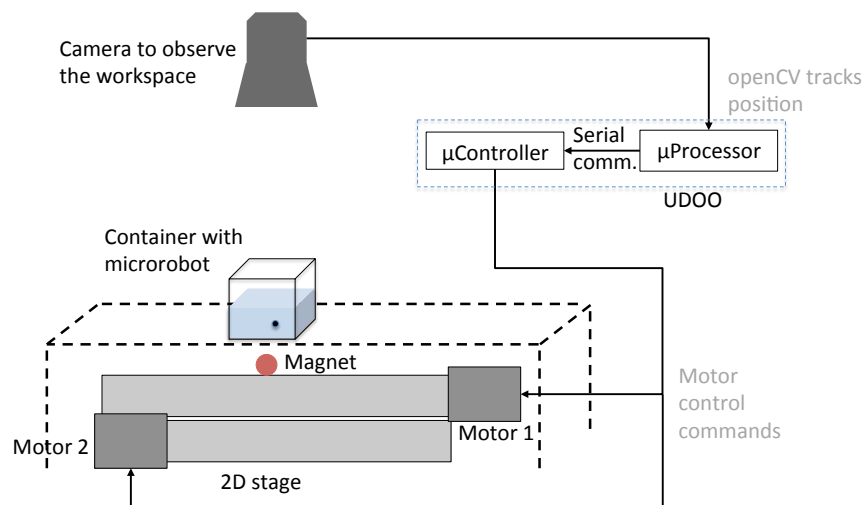 Camera to observe
the workspace
openCV tracks
position
Serial
comm.
μController
μProcessor
UDOO
Container with
microrobot
Magnet
Motor 1
Motor 2
2D stage
Motor
control
commands